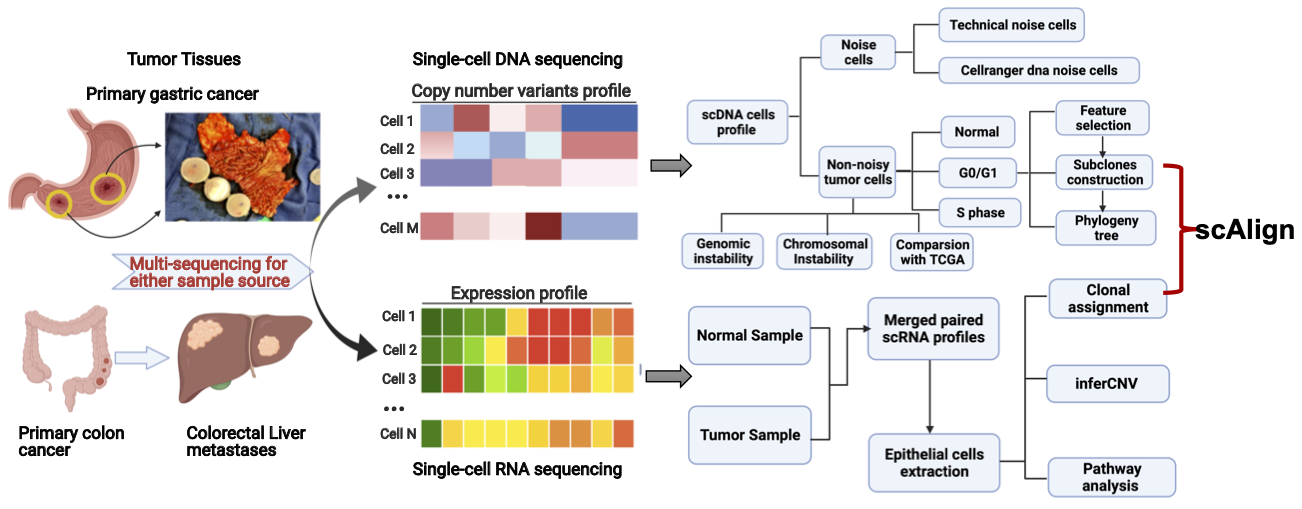 Tumor Tissues
Primary gastric cancer
Multi-sequencing for
either sample source
Primary colon
cancer
Colorectal Liver
metastases
Single-cell DNA sequencing
Copy number variants profile
Cell 1
Cell 2
Cell 3
...
Cell M
Expression profile
Cell 1
Cell 2
Cell 3
...
Cell N
Single-cell RNA sequencing
scDNA cells
profile
Noise
cells
Technical noise cells
Cellranger dna noise cells
Non-noisy
tumor cells
Normal
G0/G1
S phase
Feature
selection
Subclones
construction
Phylogeny
tree
Genomic
instability
Chromosomal
Instability
Comparsion
with TCGA
scAlign
Normal Sample
Tumor Sample
Merged paired
scRNA profiles
Epithelial cells
extraction
Clonal
assignment
inferCNV
Pathway
analysis